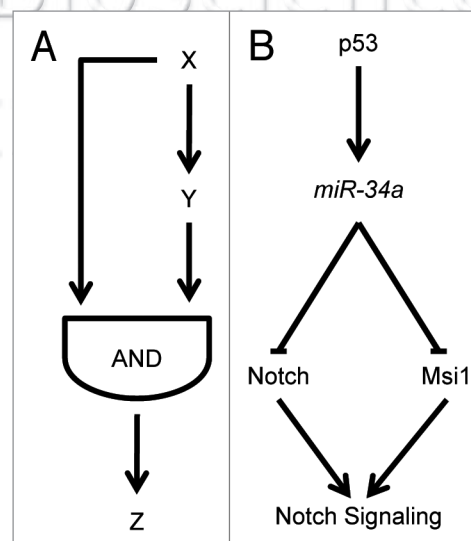 A
X
Y
AND
Z
B
p53
miR-34a
Notch Msi1
Notch Signaling